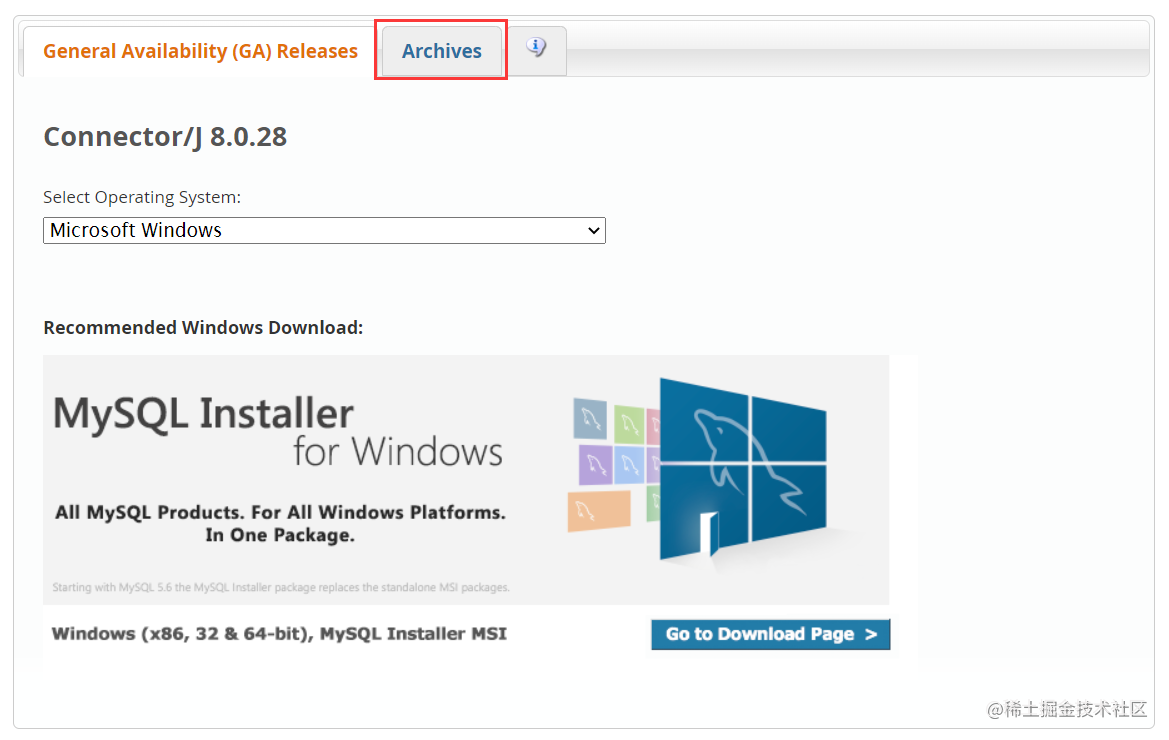 General Availability (GA) Releases
Archives
Connector/J 8.0.28
Select Operating System:
Microsoft Windows
Recommended Windows Download:
MySQL Installer
for Windows
All MySQL Products. For All Windows Platforms.
In One Package.
Starting with MySQL 5.6 the MySQL Installer package replaces the standalone MSI packages.
Windows (x86, 32 & 64-bit), MySQL Installer MSI
Go to Download Page >
@稀土掘金技术社区